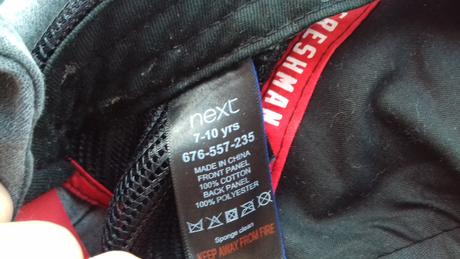 FRESHMAN
next
7-10 yrs
676-557-235
MADE IN CHINA
FRONT PANEL
100% COTTON
BACK PANEL
100% POLYESTER
Sponge clean
KEEP AWAY FROM FIRE